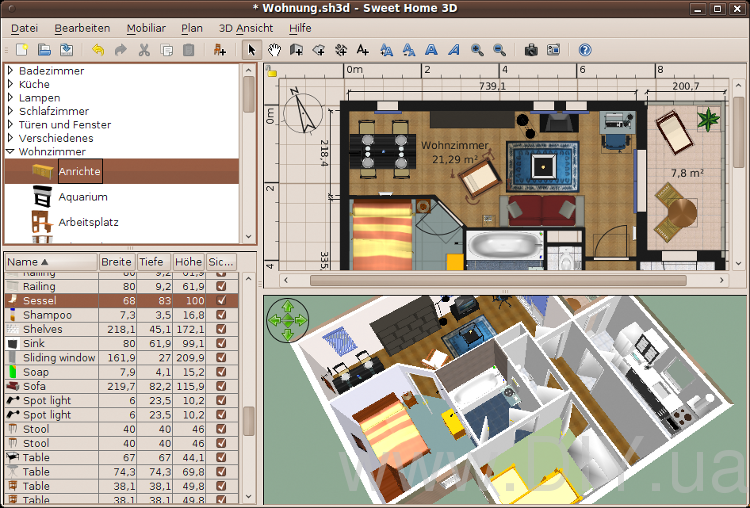 * Wohnung.sh3d - Sweet Home 3D
Datei Bearbeiten Mobiliar Plan 3D Ansicht Hilfe
Badezimmer
Küche
Lampen
Schlafzimmer
Türen und Fenster
Verschiedenes
Wohnzimmer
Anrichte
Aquarium
Arbeitsplatz
Name Breite Tiefe Höhe Sic...
Railing 80 9,2 61,9
Railing 80 9,2 61,9
Sessel 68 83 100
Shampoo 7,3 3,5 16,8
Shelves 218,1 45,1 172,1
Sink 80 61,9 99,1
Sliding window 161,9 27 209,9
Soap 7,9 4,1 15,2
Sofa 219,7 82,2 115,9
Spot light 6 23,5 10,2
Spot light 6 23,5 10,2
Stool 40 40 46
Stool 40 40 46
Table 67 67 44,1
Table 74,3 74,3 69,8
Table 38,1 38,1 49,8
Table 38,1 38,1 49,8
0m 2 4 6 8
739,1 200,7
0m
2
4
218,4
335,
Wohnzimmer
21,29 m²
7,8 m²
N
www.DIY.ua